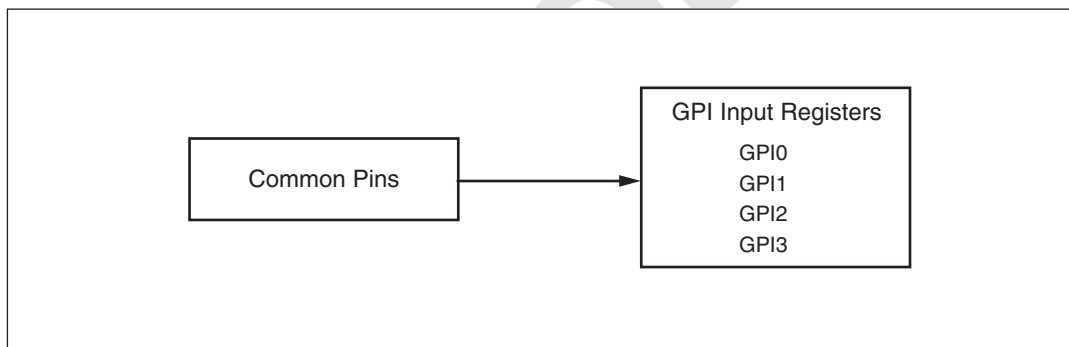 Common Pins
GPI Input Registers
GPI0
GPI1
GPI2
GPI3